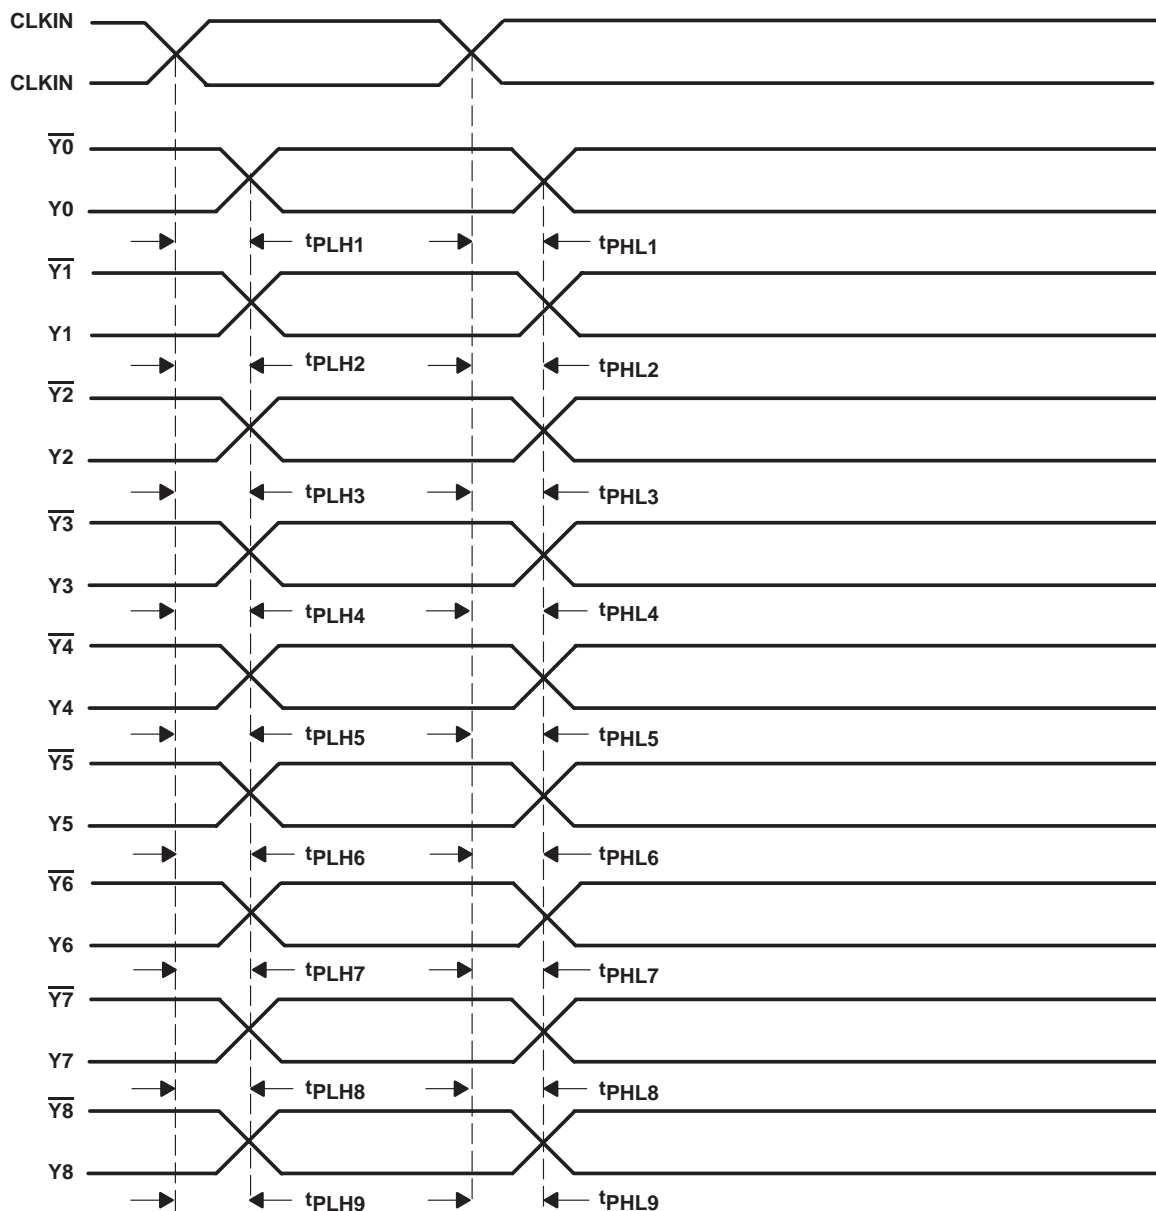 CLKIN
CLKIN
Y0
Y0
tPLH1 tPHL1
Y1
Y1
tPLH2 tPHL2
Y2
Y2
tPLH3 tPHL3
Y3
Y3
tPLH4 tPHL4
Y4
Y4
tPLH5 tPHL5
Y5
Y5
tPLH6 tPHL6
Y6
Y6
tPLH7 tPHL7
Y7
Y7
tPLH8 tPHL8
Y8
Y8
tPLH9 tPHL9